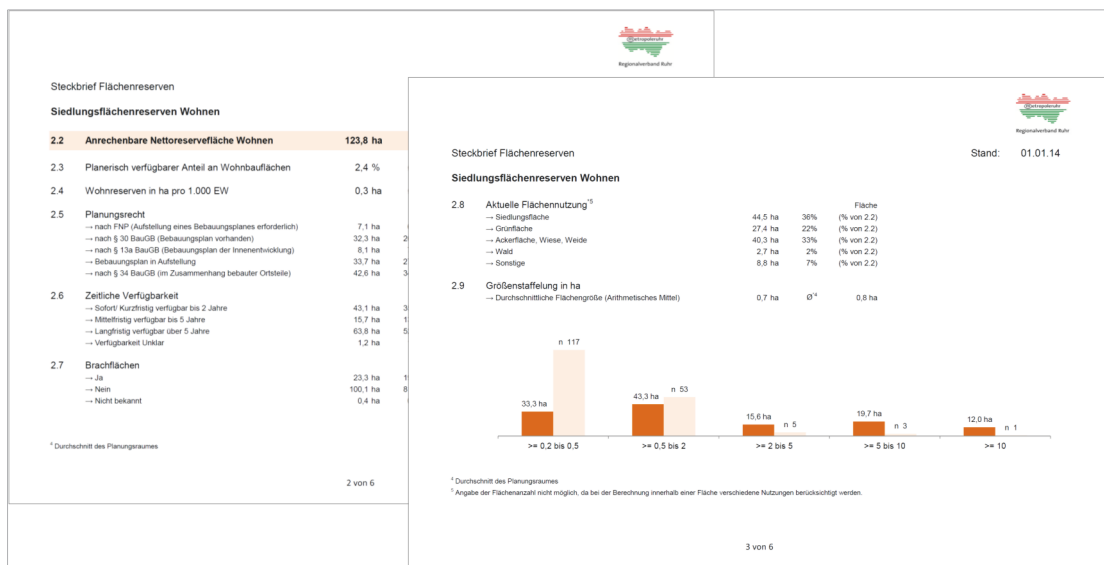 metropoleruhr
Regionalverband Ruhr
Steckbrief Flächenreserven
Siedlungsflächenreserven Wohnen
2.2 Anrechenbare Nettoreservefläche Wohnen 123,8 ha
2.3 Planerisch verfügbarer Anteil an Wohnbauflächen 2,4 %
2.4 Wohnreserven in ha pro 1.000 EW 0,3 ha
2.5 Planungsrecht
→ nach FNP (Aufstellung eines Bebauungsplanes erforderlich) 7,1 ha
→ nach § 30 BauGB (Bebauungsplan vorhanden) 32,3 ha 2
→ nach § 13a BauGB (Bebauungsplan der Innenentwicklung) 8,1 ha
→ Bebauungsplan in Aufstellung 33,7 ha 2
→ nach § 34 BauGB (im Zusammenhang bebauter Ortsteile) 42,6 ha 3
2.6 Zeitliche Verfügbarkeit
→ Sofort/ Kurzfristig verfügbar bis 2 Jahre 43,1 ha 3
→ Mittelfristig verfügbar bis 5 Jahre 15,7 ha 1
→ Langfristig verfügbar über 5 Jahre 63,8 ha 5
→ Verfügbarkeit Unklar 1,2 ha
2.7 Brachflächen
→ Ja 23,3 ha 1
→ Nein 100,1 ha 8
→ Nicht bekannt 0,4 ha
⁴ Durchschnitt des Planungsraumes
2 von 6
metropoleruhr
Regionalverband Ruhr
Steckbrief Flächenreserven Stand: 01.01.14
Siedlungsflächenreserven Wohnen
2.8 Aktuelle Flächennutzung*⁵ Fläche
→ Siedlungsfläche 44,5 ha 36% (% von 2.2)
→ Grünfläche 27,4 ha 22% (% von 2.2)
→ Ackerfläche, Wiese, Weide 40,3 ha 33% (% von 2.2)
→ Wald 2,7 ha 2% (% von 2.2)
→ Sonstige 8,8 ha 7% (% von 2.2)
2.9 Größenstaffelung in ha
→ Durchschnittliche Flächengröße (Arithmetisches Mittel) 0,7 ha Ø*⁴ 0,8 ha
n 117
n 53
33,3 ha 43,3 ha 15,6 ha n 5 19,7 ha n 3 12,0 ha n 1
>= 0,2 bis 0,5 >= 0,5 bis 2 >= 2 bis 5 >= 5 bis 10 >= 10
⁴ Durchschnitt des Planungsraumes
⁵ Angabe der Flächenanzahl nicht möglich, da bei der Berechnung innerhalb einer Fläche verschiedene Nutzungen berücksichtigt werden.
3 von 6